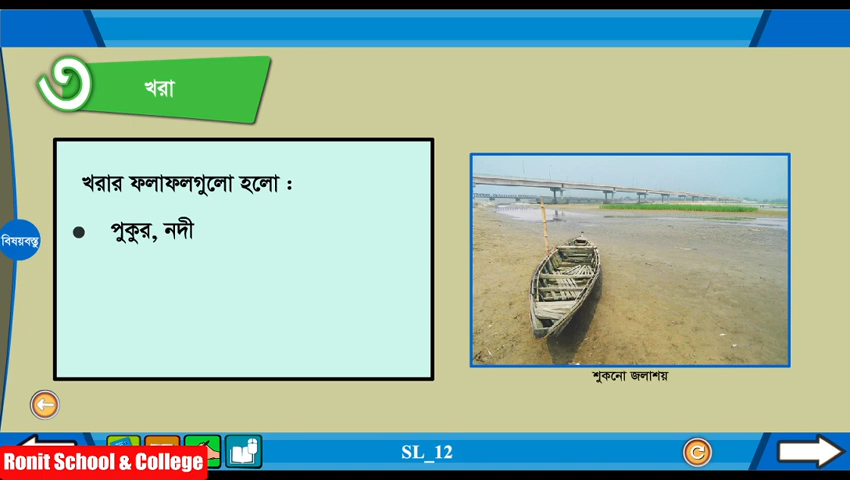 ৩
খরা
খরার ফলাফলগুলো হলো :
● পুকুর, নদী
বিষয়বস্তু
শুকনো জলাশয়
SL_12
Ronit School & College